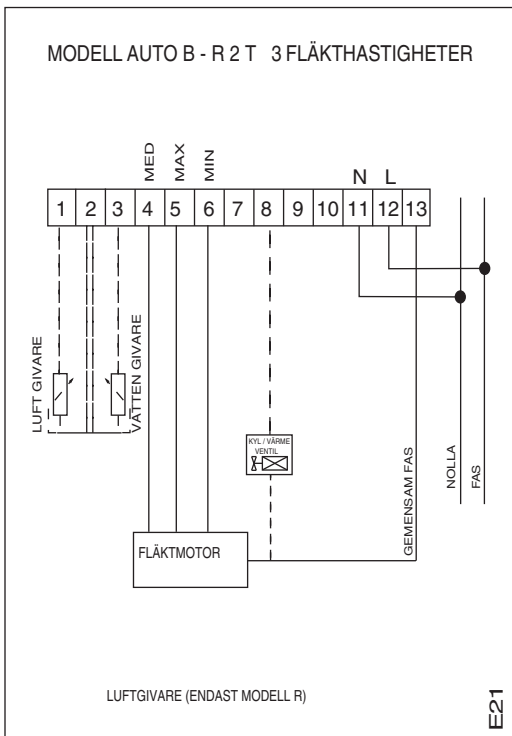 MODELL AUTO B - R 2 T 3 FLÄKTHASTIGHETER
MED
MAX
MIN
N L
1 2 3 4 5 6 7 8 9 10 11 12 13
LUFT GIVARE
VATTEN GIVARE
KYL / VÄRME
VENTIL
GEMENSAM FAS
NOLLA
FAS
FLÄKTMOTOR
LUFTGIVARE (ENDAST MODELL R)
E21